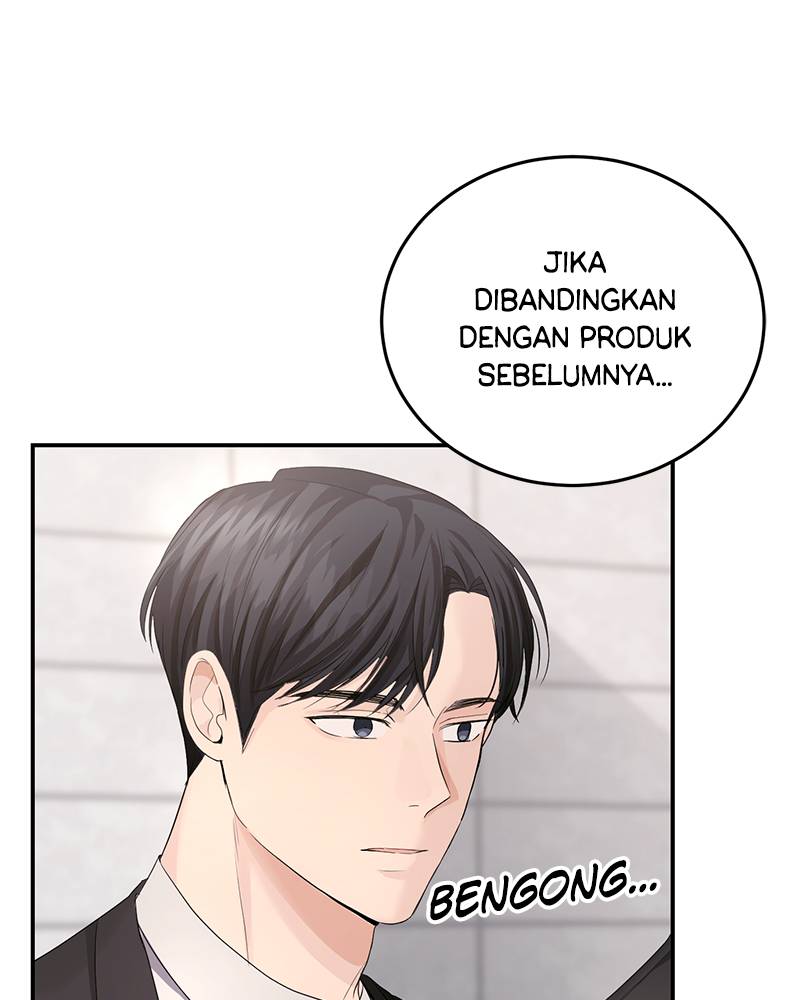 JIKA
DIBANDINGKAN
DENGAN PRODUK
SEBELUMNYA...
BENGONG...